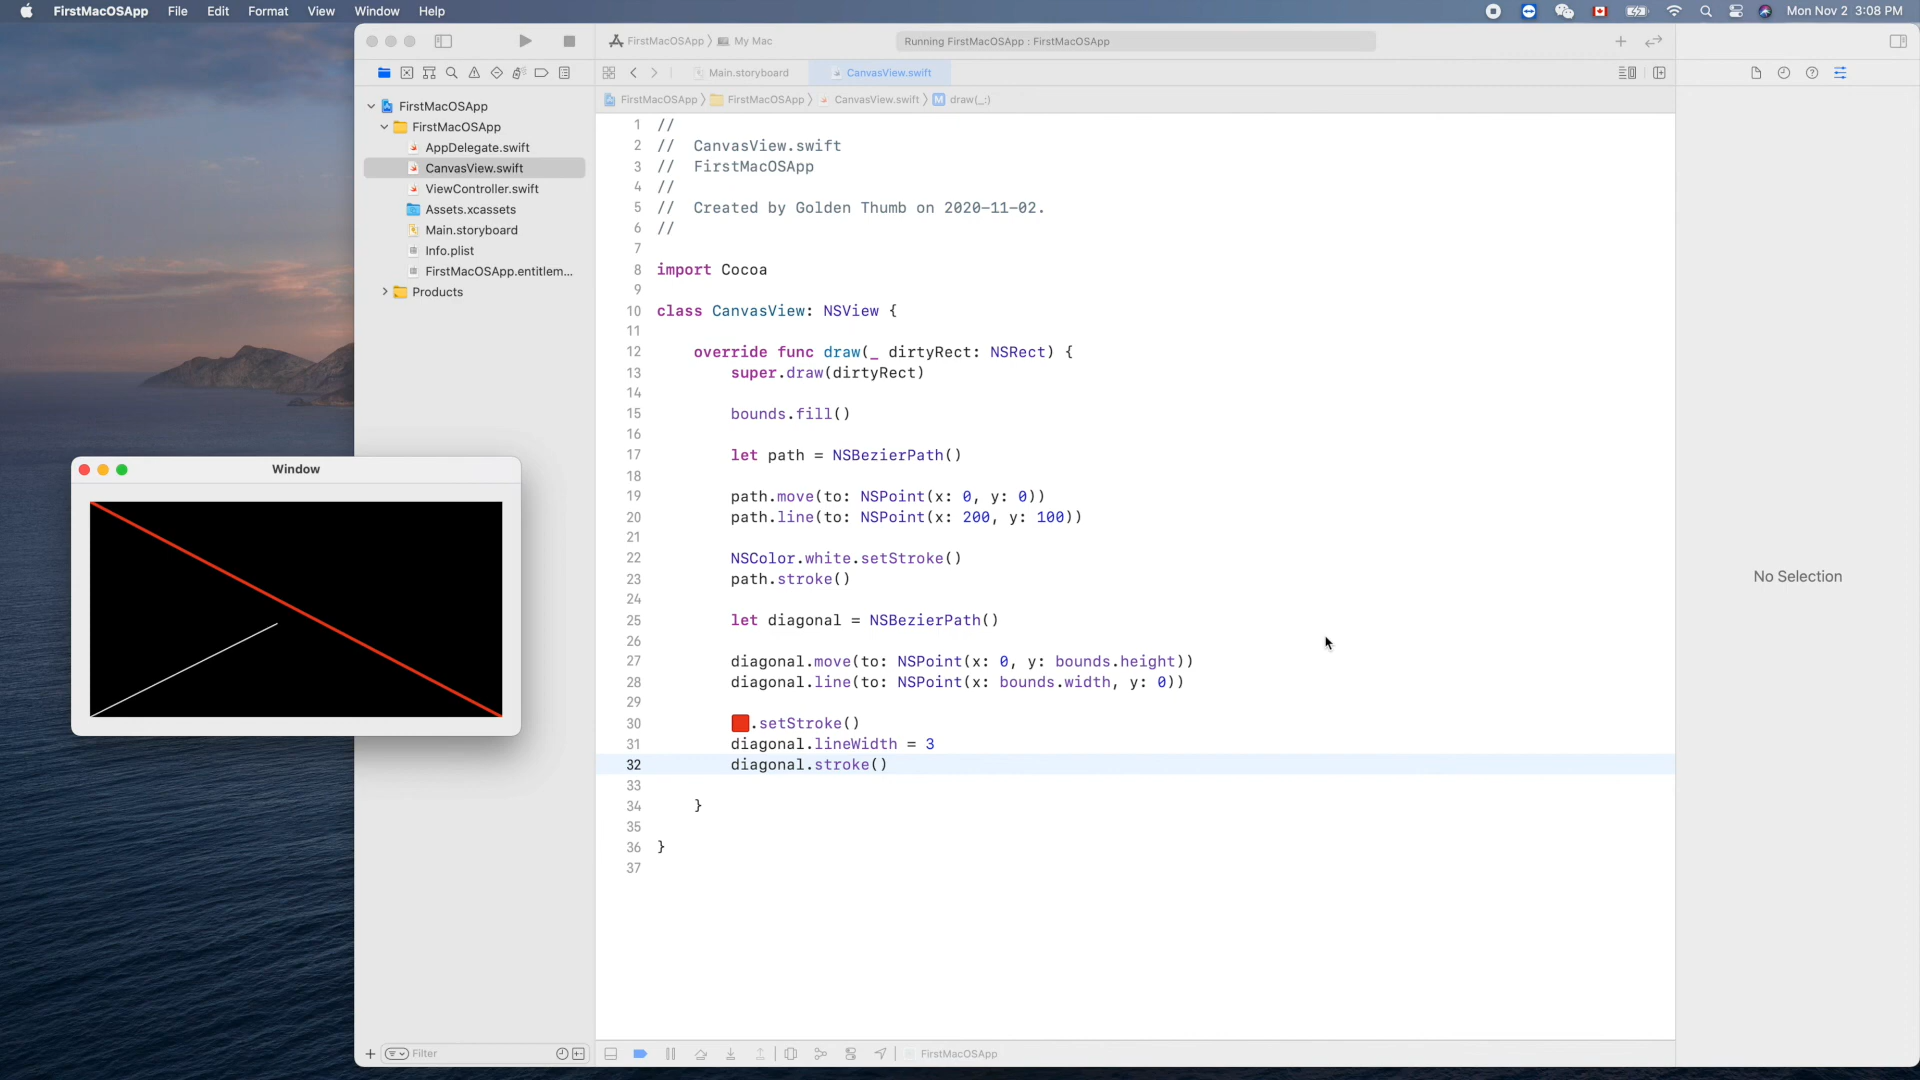 FirstMacOSApp File Edit Format View Window Help
Mon Nov 2 3:08 PM
FirstMacOSApp My Mac
Running FirstMacOSApp : FirstMacOSApp
Main.storyboard
CanvasView.swift
FirstMacOSApp FirstMacOSApp CanvasView.swift M draw(_:)
FirstMacOSApp
FirstMacOSApp
AppDelegate.swift
CanvasView.swift
ViewController.swift
Assets.xcassets
Main.storyboard
Info.plist
FirstMacOSApp.entitlem...
Products
Filter
Window
1 //
2 //  CanvasView.swift
3 //  FirstMacOSApp
4 //
5 //  Created by Golden Thumb on 2020-11-02.
6 //
7
8 import Cocoa
9
10 class CanvasView: NSView {
11
12     override func draw(_ dirtyRect: NSRect) {
13         super.draw(dirtyRect)
14
15         bounds.fill()
16
17         let path = NSBezierPath()
18
19         path.move(to: NSPoint(x: 0, y: 0))
20         path.line(to: NSPoint(x: 200, y: 100))
21
22         NSColor.white.setStroke()
23         path.stroke()
24
25         let diagonal = NSBezierPath()
26
27         diagonal.move(to: NSPoint(x: 0, y: bounds.height))
28         diagonal.line(to: NSPoint(x: bounds.width, y: 0))
29
30         .setStroke()
31         diagonal.lineWidth = 3
32         diagonal.stroke()
33
34     }
35
36 }
37
No Selection
FirstMacOSApp